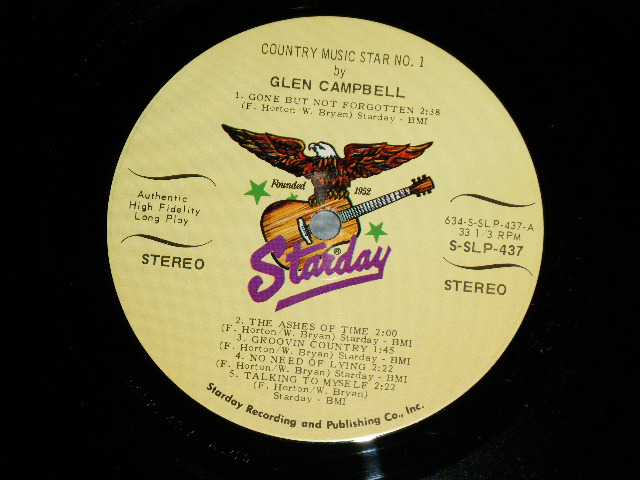 COUNTRY MUSIC STAR NO. 1
by
GLEN CAMPBELL
1. GONE BUT NOT FORGOTTEN 2:38
(F. Horton/W. Bryan) Starday - BMI
Founded 1952
Authentic
High Fidelity
Long Play
STEREO
634-S-SLP-437-A
33 1/3 RPM
S-SLP-437
STEREO
Starday®
2. THE ASHES OF TIME 2:00
(F. Horton/W. Bryan) Starday - BMI
3. GROOVIN COUNTRY 1:45
(F. Horton/W. Bryan) Starday - BMI
4. NO NEED OF LYING 2:22
(F. Horton/W. Bryan) Starday - BMI
5. TALKING TO MYSELF 2:22
(F. Horton/W. Bryan)
Starday - BMI
Starday Recording and Publishing Co., Inc.